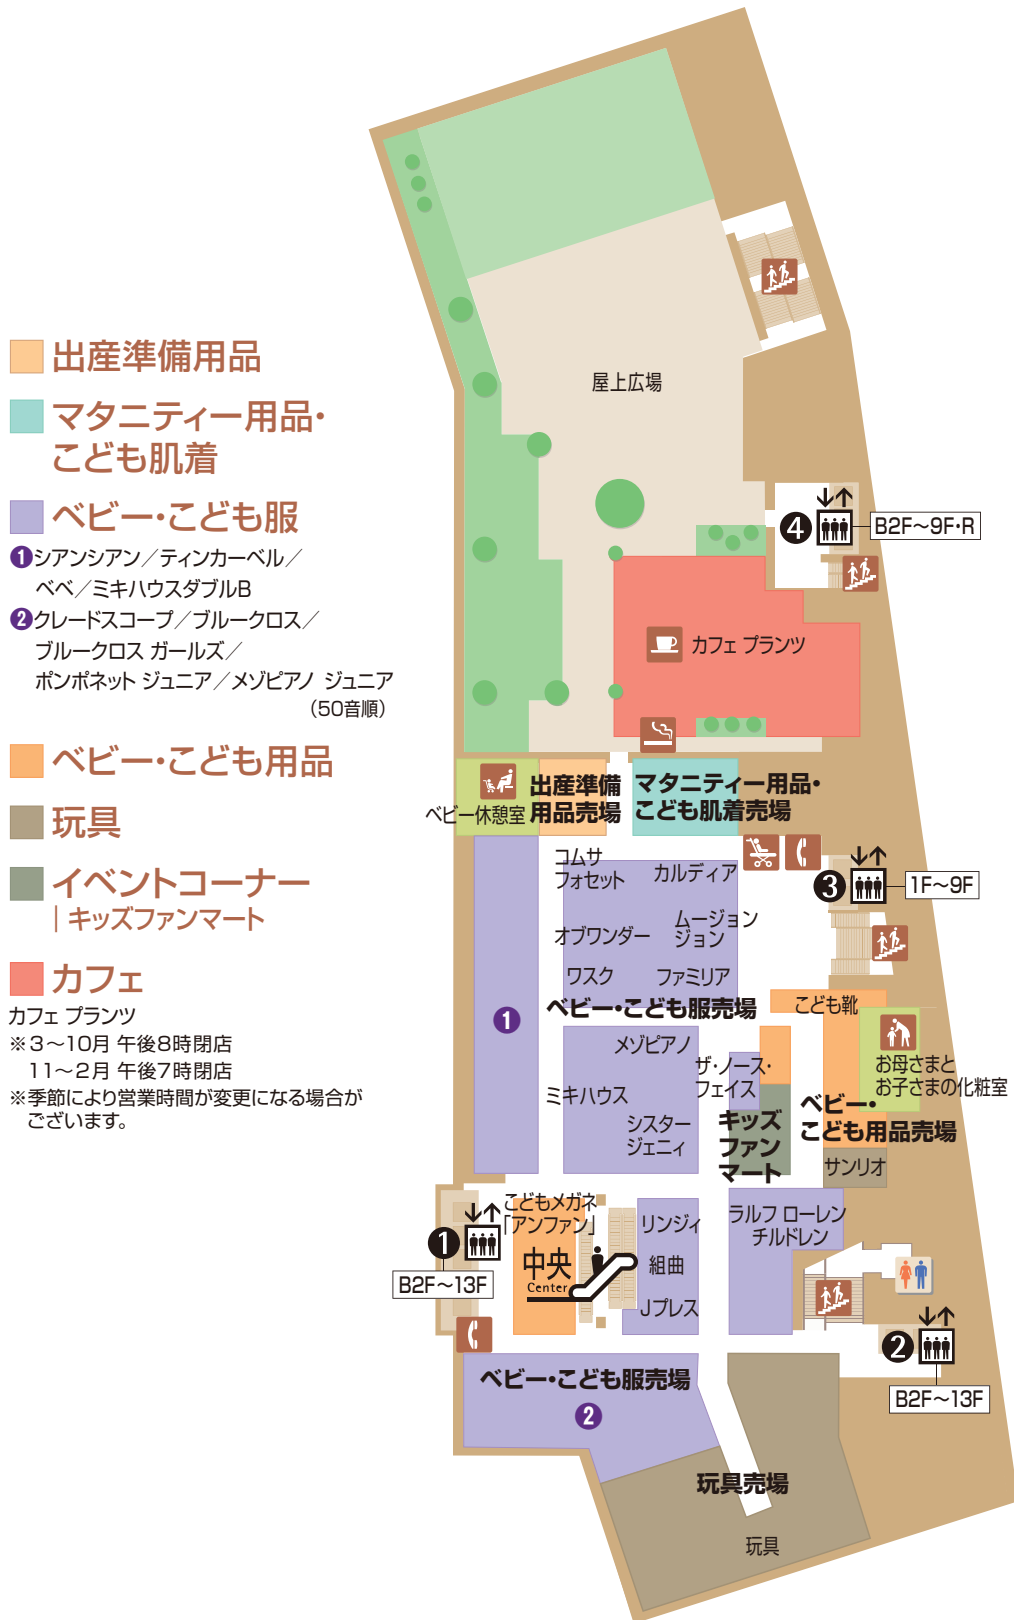 出産準備用品
マタニティー用品・
こども肌着
ベビー・こども服
❶シアンシアン／ティンカーベル／
べべ／ミキハウスダブルB
❷クレードスコープ／ブルークロス／
ブルークロス ガールズ／
ポンポネット ジュニア／メゾピアノ ジュニア
（50音順）
ベビー・こども用品
玩具
イベントコーナー
｜キッズファンマート
カフェ
カフェ プランツ
※3～10月 午後8時閉店
11～2月 午後7時閉店
※季節により営業時間が変更になる場合が
ございます。
屋上広場
❹
B2F～9F・R
カフェ プランツ
ベビー休憩室
出産準備
用品売場
マタニティー用品・
こども肌着売場
コムサ
フォセット
カルディア
❸
1F～9F
オブワンダー
ムージョン
ジョン
ワスク
ファミリア
ベビー・こども服売場
❶
こども靴
メゾピアノ
ミキハウス
シスター
ジェニィ
ザ・ノース・
フェイス
お母さまと
お子さまの化粧室
キッズ
ファン
マート
ベビー・
こども用品売場
サンリオ
❶
B2F～13F
こどもメガネ
「アンファン」
中央
Center
リンジィ
組曲
Jプレス
ラルフ ローレン
チルドレン
❷
B2F～13F
ベビー・こども服売場
❷
玩具売場
玩具